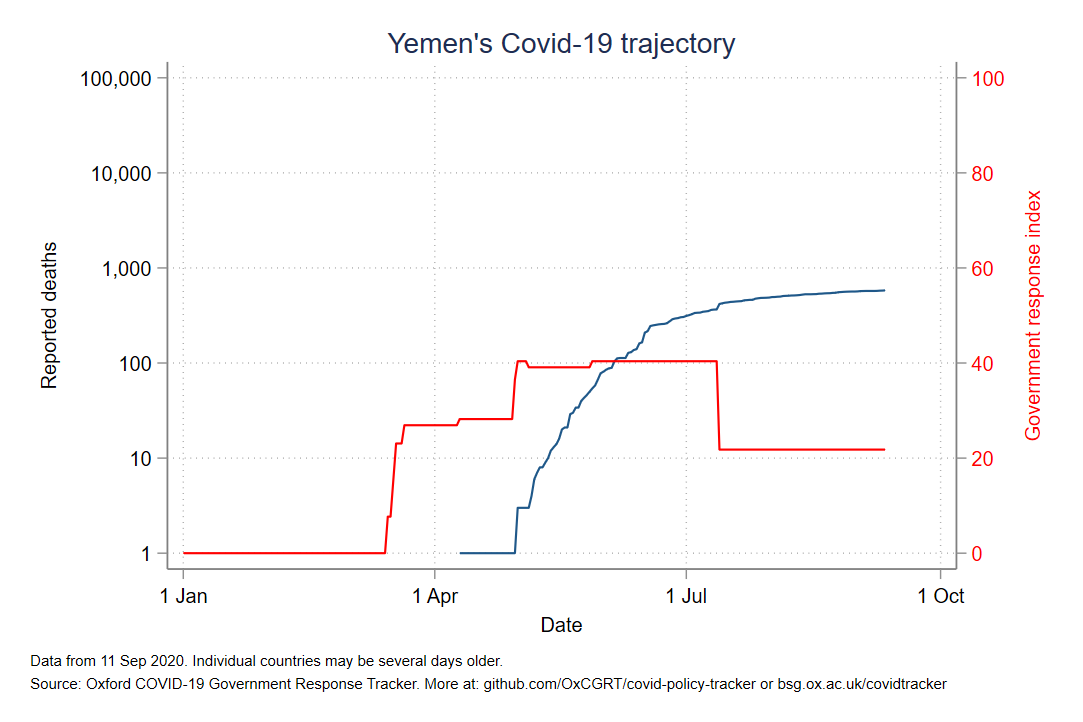 Yemen's Covid-19 trajectory
100,000
10,000
1,000
100
10
1
Reported deaths
100
80
60
40
20
0
Government response index
1 Jan
1 Apr
1 Jul
1 Oct
Date
Data from 11 Sep 2020. Individual countries may be several days older.
Source: Oxford COVID-19 Government Response Tracker. More at: github.com/OxCGRT/covid-policy-tracker or bsg.ox.ac.uk/covidtracker